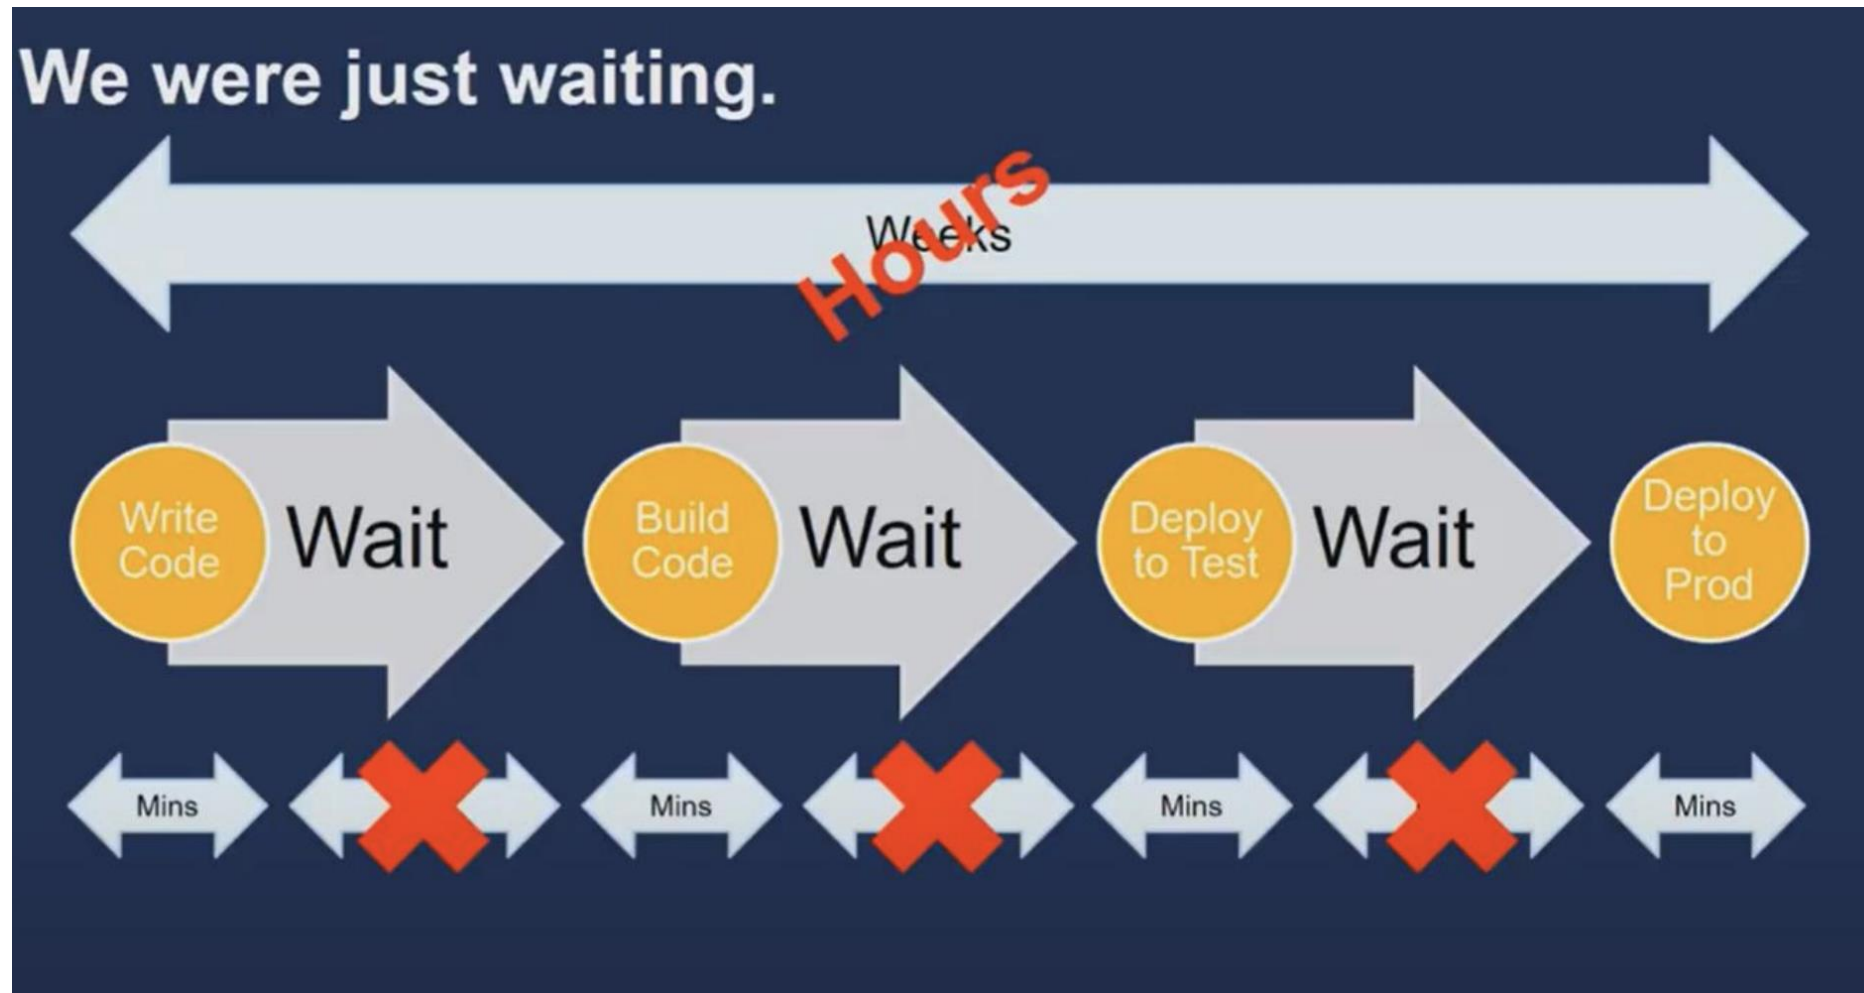 We were just waiting.
Weeks
Hours
Write
Code
Wait
Build
Code
Wait
Deploy
to Test
Wait
Deploy
to
Prod
Mins
Mins
Mins
Mins